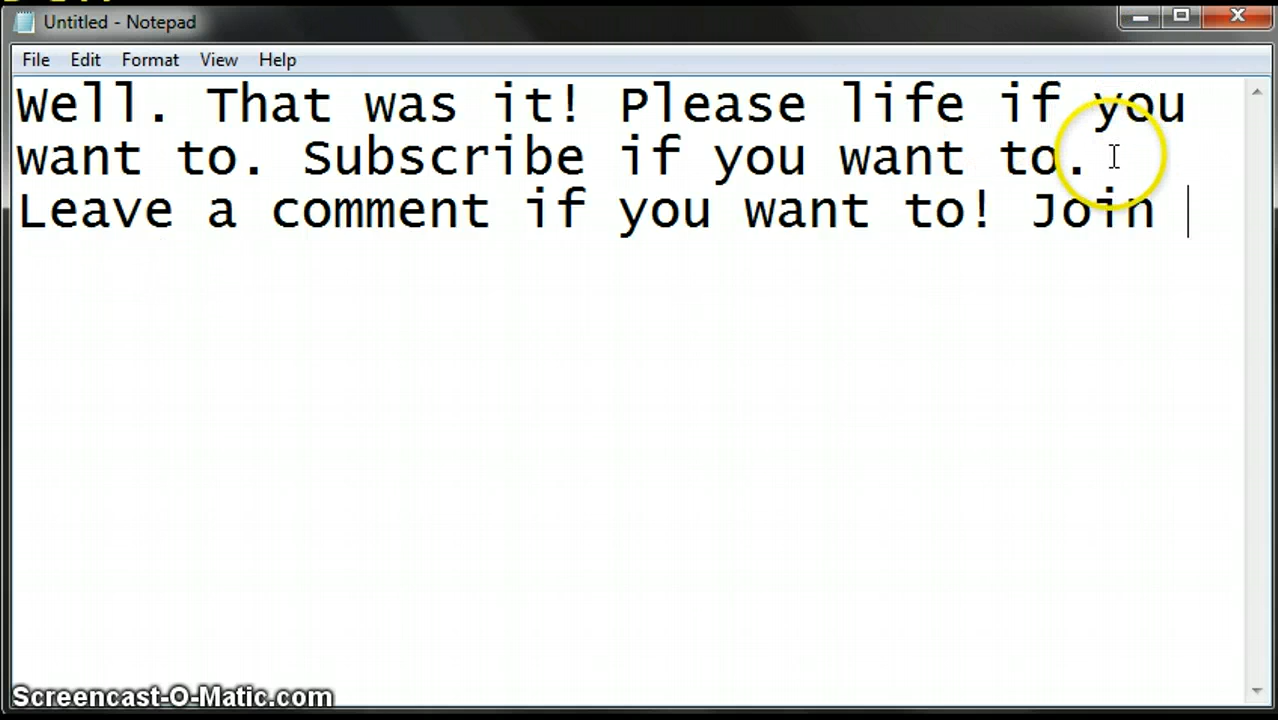 Untitled - Notepad
File Edit Format View Help
Well. That was it! Please life if you
want to. Subscribe if you want to.
Leave a comment if you want to! Join
Screencast-O-Matic.com